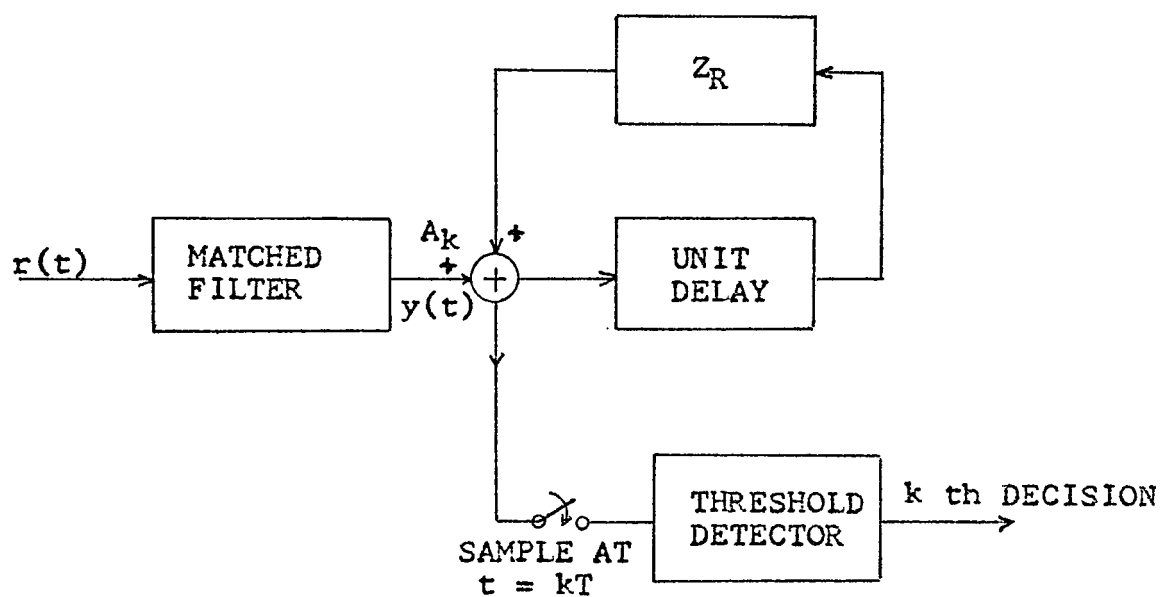 Z_R
A_k
+
+
r(t)
MATCHED
FILTER
+
y(t)
UNIT
DELAY
SAMPLE AT
t = kT
THRESHOLD
DETECTOR
k th DECISION